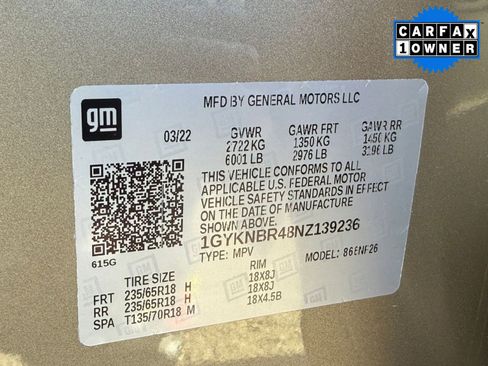 CARFAX
1 OWNER
gm
MFD BY GENERAL MOTORS LLC
03/22 GVWR GAWR FRT GAWR RR
2722 KG 1350 KG 1450 KG
6001 LB 2976 LB 3196 LB
THIS VEHICLE CONFORMS TO ALL
APPLICABLE U.S. FEDERAL MOTOR
VEHICLE SAFETY STANDARDS IN EFFECT
ON THE DATE OF MANUFACTURE
SHOWN ABOVE.
1GYKNBR48NZ139236
615G TYPE: MPV MODEL: 866NF26
TIRE SIZE RIM
FRT 235/65R18 H 18X8J
RR 235/65R18 H 18X8J
SPA T135/70R18 M 18X4.5B